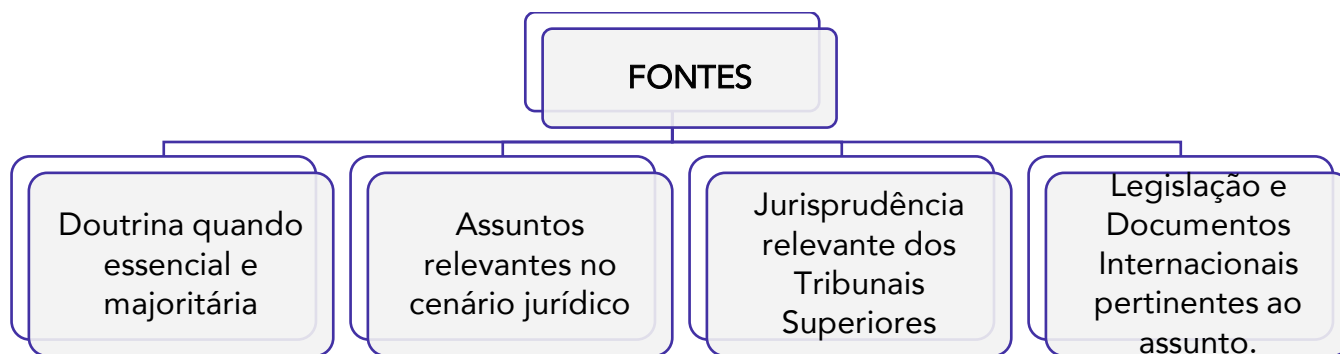 FONTES
Doutrina quando
essencial e
majoritária
Assuntos
relevantes no
cenário jurídico
Jurisprudência
relevante dos
Tribunais
Superiores
Legislação e
Documentos
Internacionais
pertinentes ao
assunto.